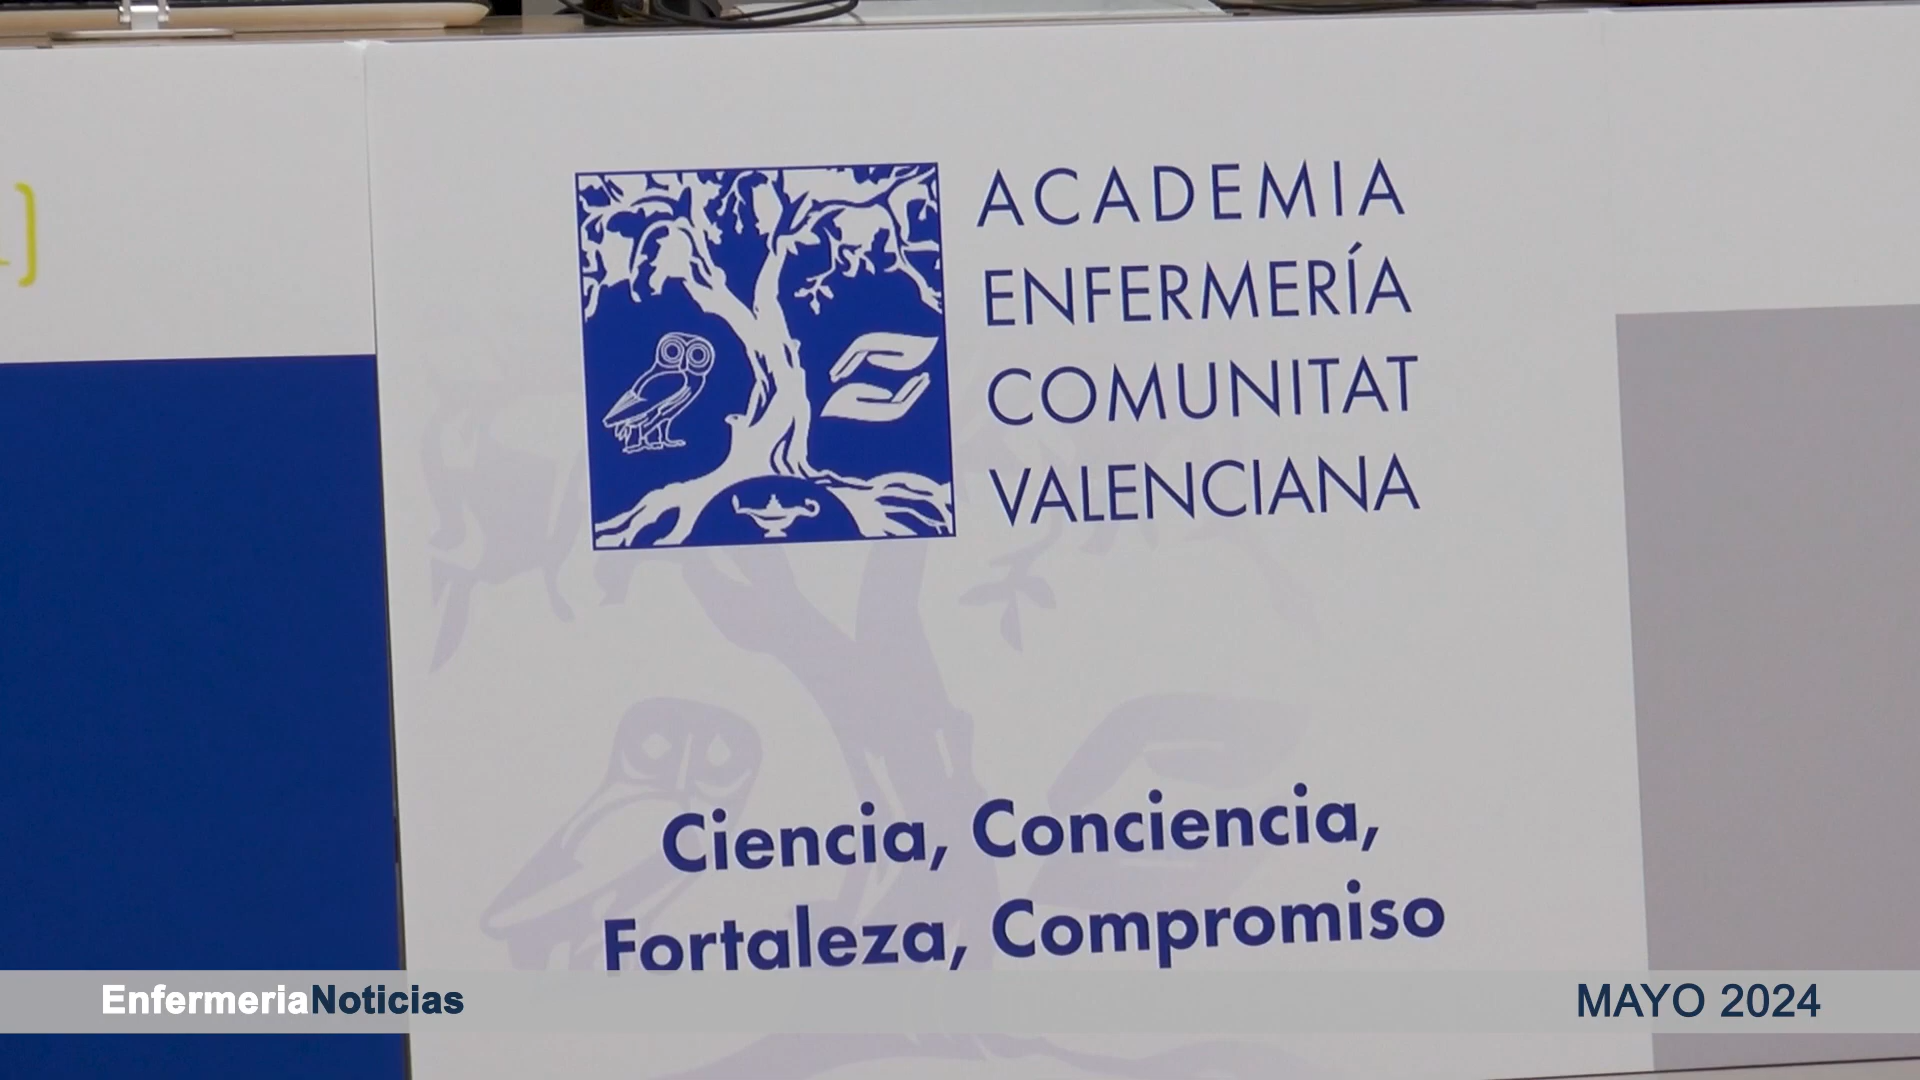 ACADEMIA
ENFERMERÍA
COMUNITAT
VALENCIANA
Ciencia, Conciencia,
Fortaleza, Compromiso
EnfermeriaNoticias
MAYO 2024